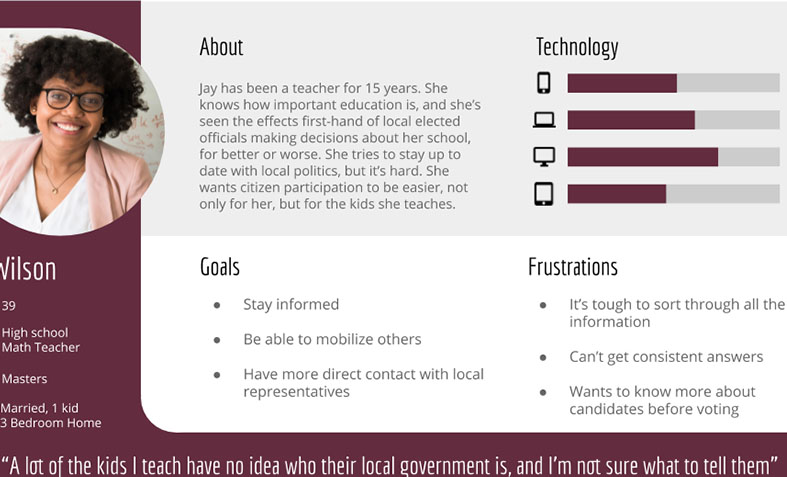 About
Jay has been a teacher for 15 years. She
knows how important education is, and she’s
seen the effects first-hand of local elected
officials making decisions about her school,
for better or worse. She tries to stay up to
date with local politics, but it’s hard. She
wants citizen participation to be easier, not
only for her, but for the kids she teaches.
Technology
Wilson
39
High school
Math Teacher
Masters
Married, 1 kid
3 Bedroom Home
Goals
● Stay informed
● Be able to mobilize others
● Have more direct contact with local
representatives
Frustrations
● It’s tough to sort through all the
information
● Can’t get consistent answers
● Wants to know more about
candidates before voting
“A lot of the kids I teach have no idea who their local government is, and I’m not sure what to tell them”